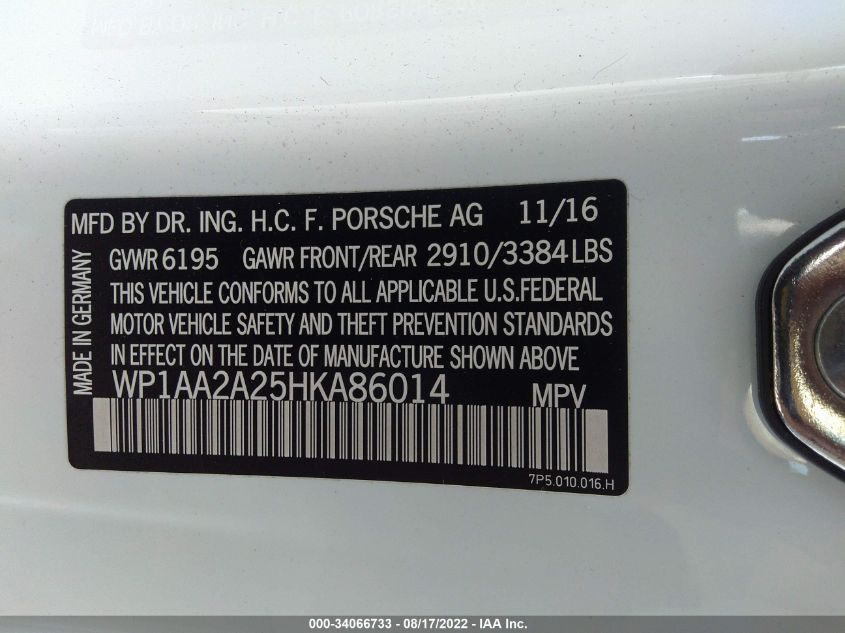 MFD BY DR. ING. H.C. F. PORSCHE AG 11/16
GVWR 6195 GAWR FRONT/REAR 2910/3384 LBS
THIS VEHICLE CONFORMS TO ALL APPLICABLE U.S.FEDERAL
MOTOR VEHICLE SAFETY AND THEFT PREVENTION STANDARDS
IN EFFECT ON THE DATE OF MANUFACTURE SHOWN ABOVE
WP1AA2A25HKA86014 MPV
7P5.010.016.H
MADE IN GERMANY
000-34066733 - 08/17/2022 - IAA Inc.